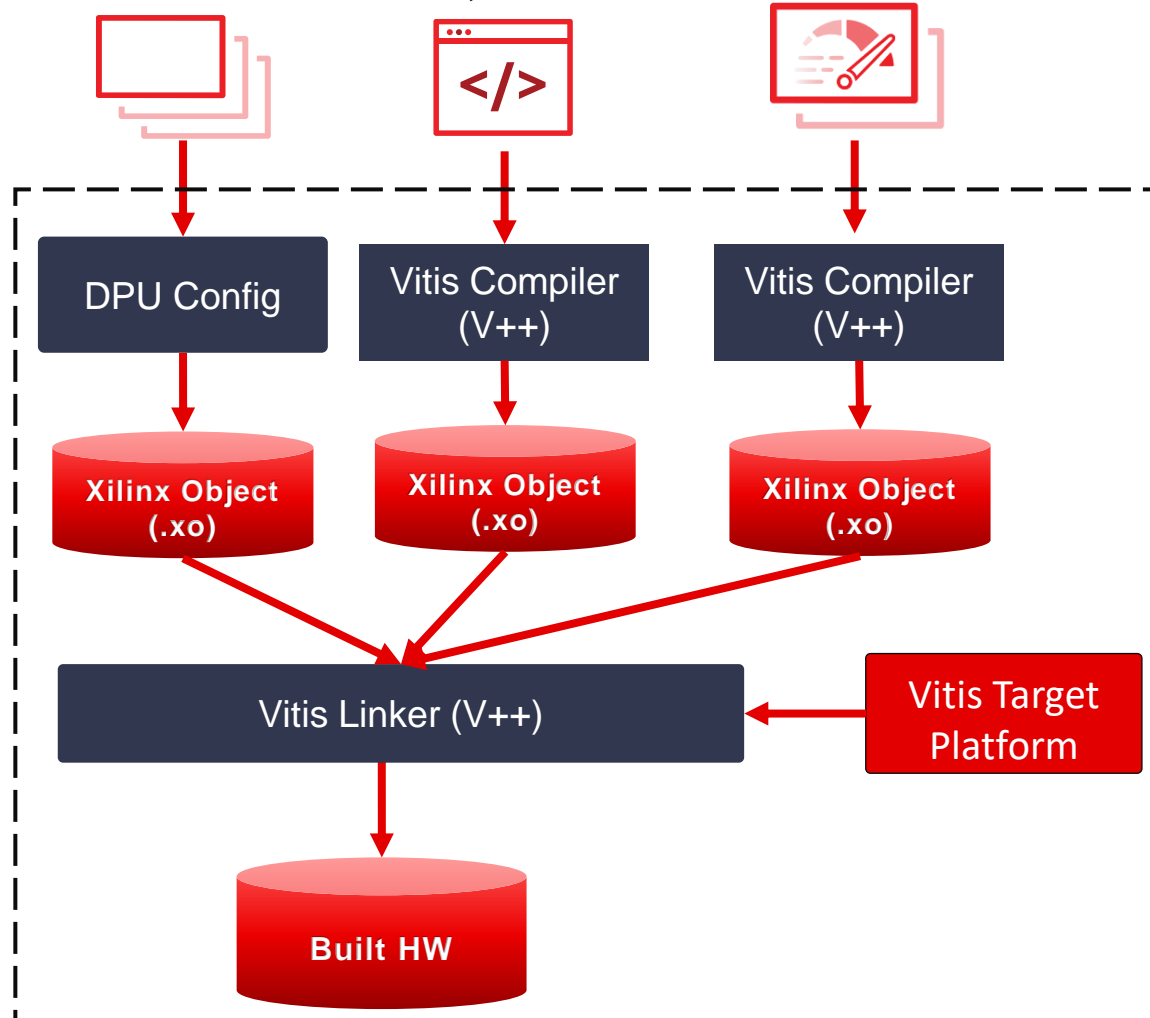 </>
DPU Config
Vitis Compiler
(V++)
Vitis Compiler
(V++)
Xilinx Object
(.xo)
Xilinx Object
(.xo)
Xilinx Object
(.xo)
Vitis Linker (V++)
Vitis Target
Platform
Built HW